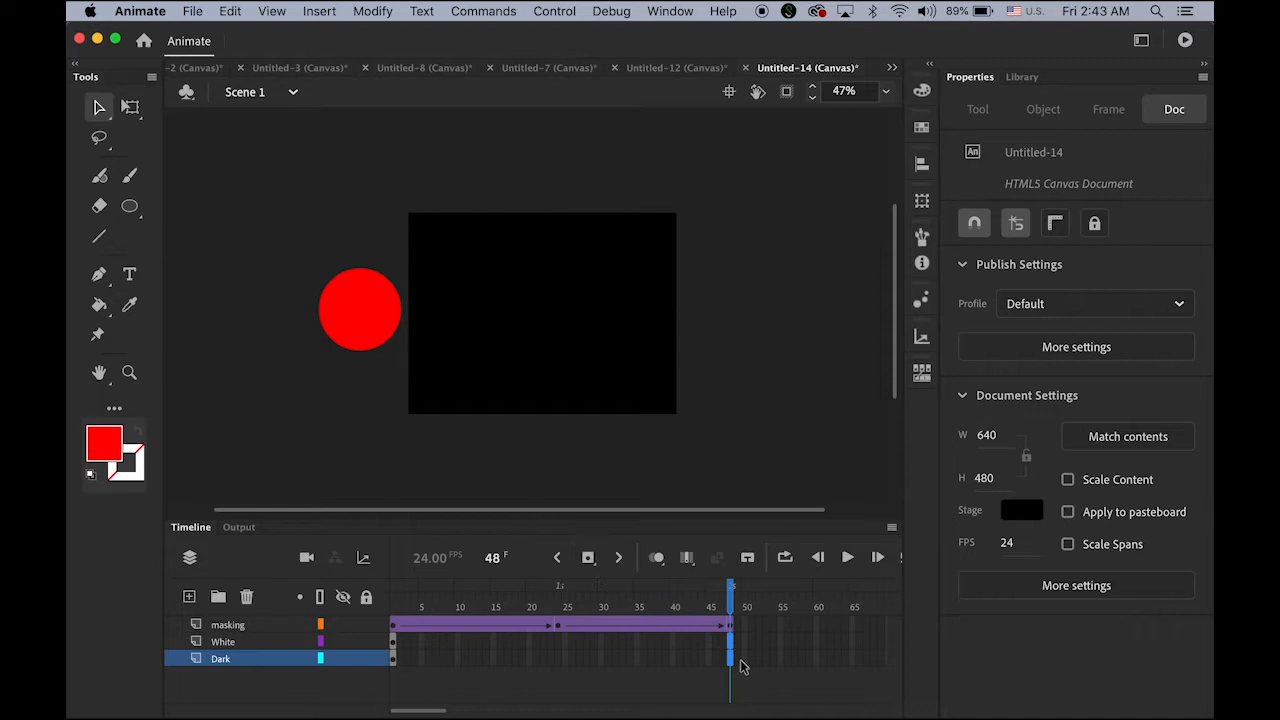 Animate File Edit View Insert Modify Text Commands Control Debug Window Help 89% U.S. Fri 2:43 AM
Animate
-2 (Canvas)* Untitled-3 (Canvas)* Untitled-8 (Canvas)* Untitled-7 (Canvas)* Untitled-12 (Canvas)* Untitled-14 (Canvas)*
Scene 1 47%
Tools
Properties Library
Tool Object Frame Doc
An Untitled-14
HTML5 Canvas Document
Publish Settings
Profile Default
More settings
Document Settings
W 640 Match contents
H 480 Scale Content
Stage Apply to pasteboard
FPS 24 Scale Spans
More settings
Timeline Output
24.00 FPS 48 F
1s
5 10 15 20 25 30 35 40 45 50 55 60 65
masking
White
Dark